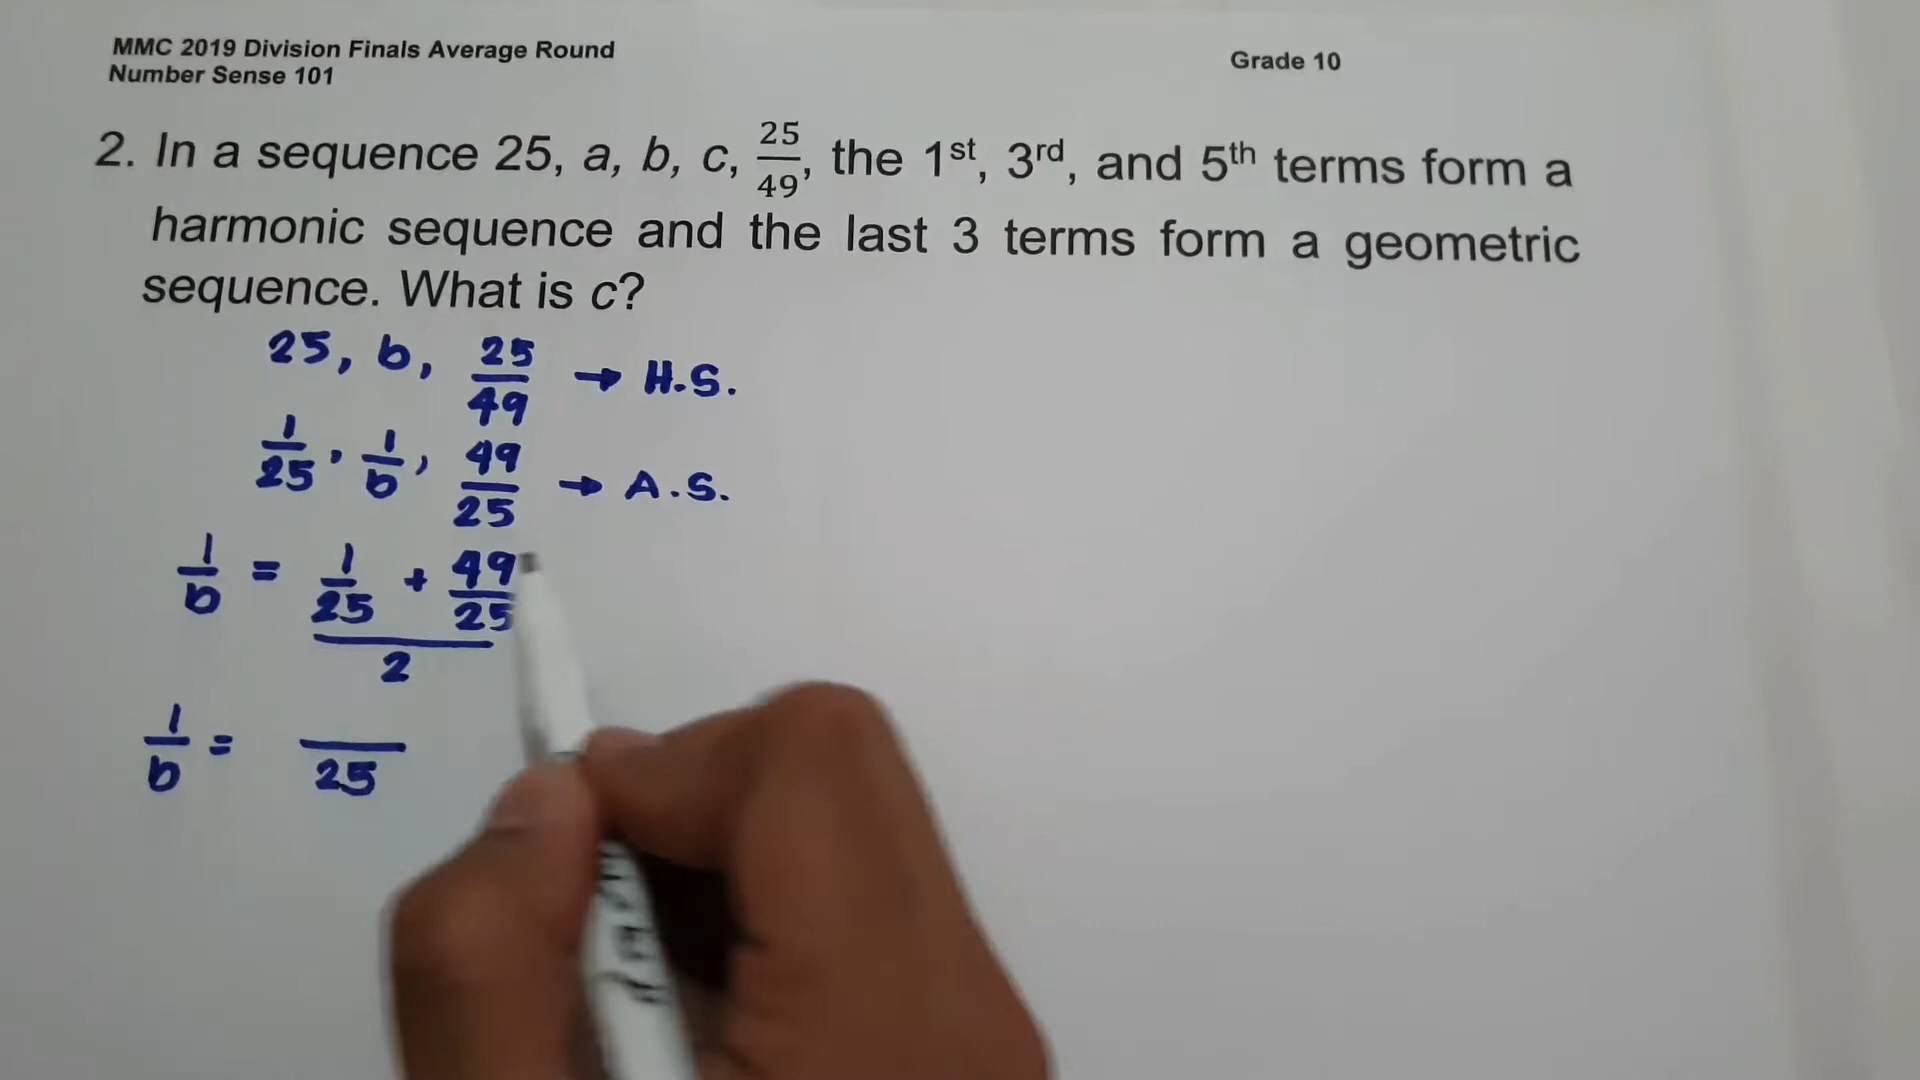 MMC 2019 Division Finals Average Round
Number Sense 101
Grade 10
2. In a sequence 25, a, b, c, 25/49, the 1st, 3rd, and 5th terms form a
harmonic sequence and the last 3 terms form a geometric
sequence. What is c?
25, b, 25/49 → H.S.
1/25, 1/b, 49/25 → A.S.
1/b = 1/25 + 49/25
2
1/b =
25